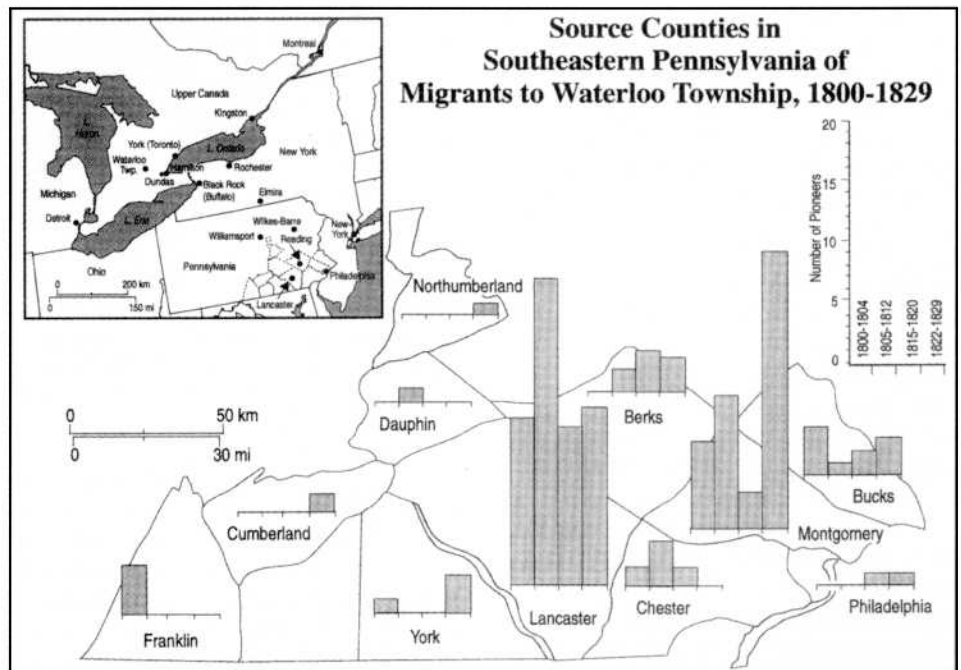 Source Counties in
Southeastern Pennsylvania of
Migrants to Waterloo Township, 1800-1829
Montreal
Upper Canada
Kingston
L.
Huron
York (Toronto)
L. Ontario
New York
Waterloo
Twp.
Hamilton
Rochester
Dundas
Black Rock
(Buffalo)
Michigan
Elmira
Detroit
L. Erie
Wilkes-Barre
New
York
Williamsport
Reading
Pennsylvania
Philadelphia
Ohio
0 200 km
0 150 mi
Lancaster
20
15
10
5
0
Number of Pioneers
1800-1804
1805-1812
1815-1820
1822-1829
Northumberland
0 50 km
0 30 mi
Dauphin
Berks
Bucks
Cumberland
Montgomery
Franklin
York
Lancaster
Chester
Philadelphia